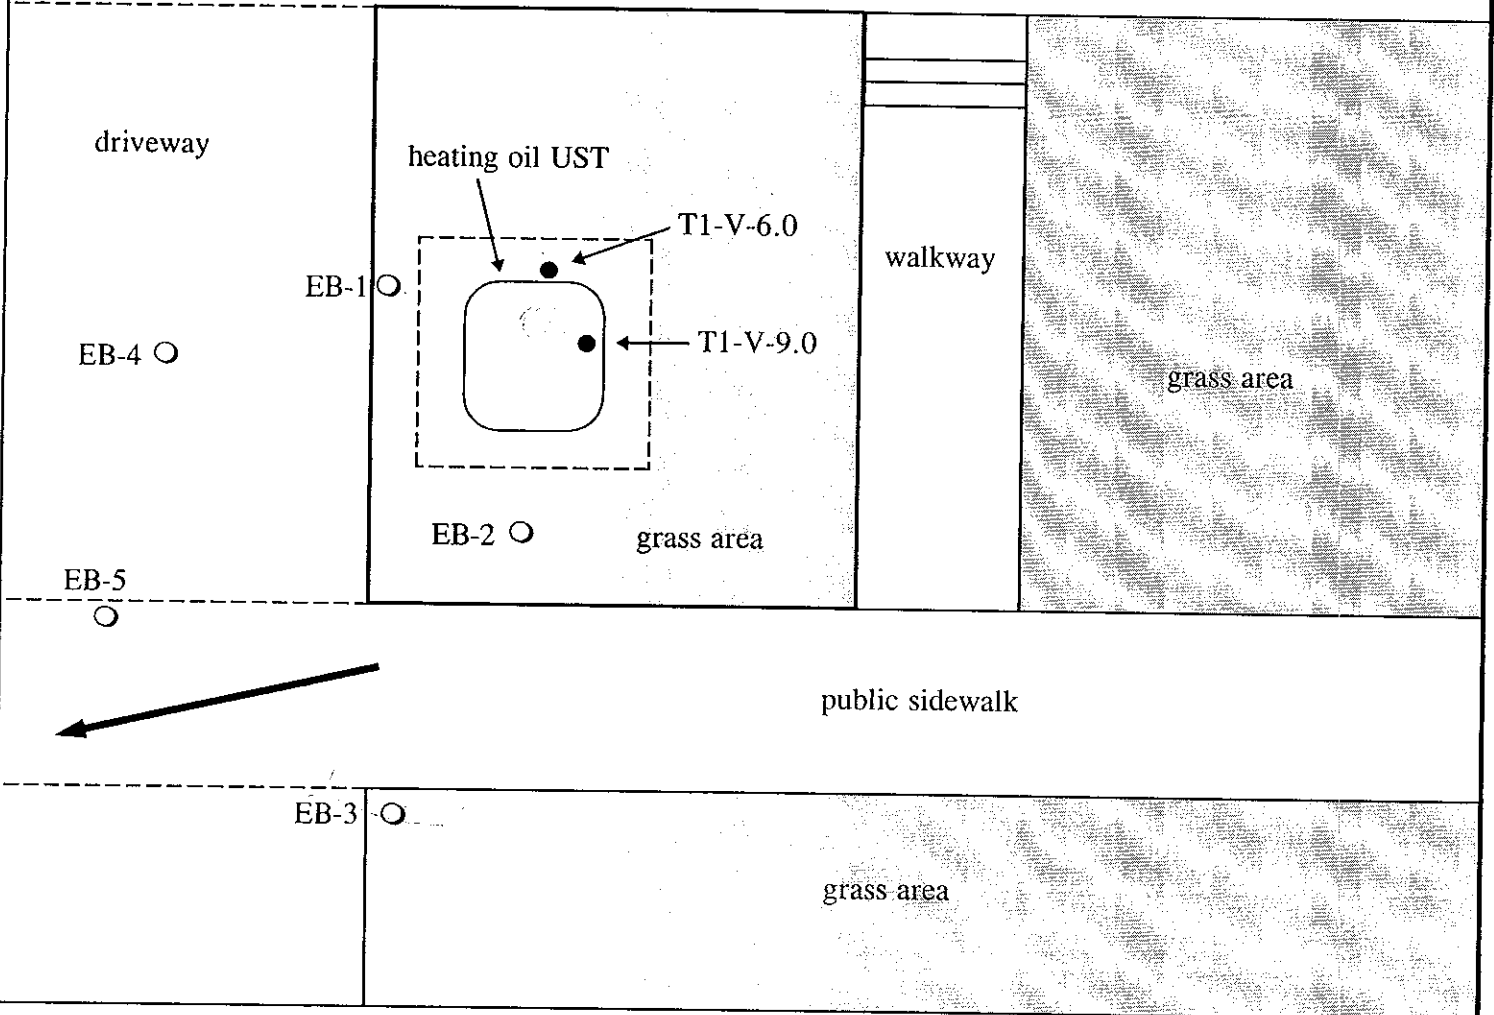 driveway
heating oil UST
T1-V-6.0
walkway
EB-1
T1-V-9.0
EB-4
grass area
EB-2
grass area
EB-5
public sidewalk
EB-3
grass area